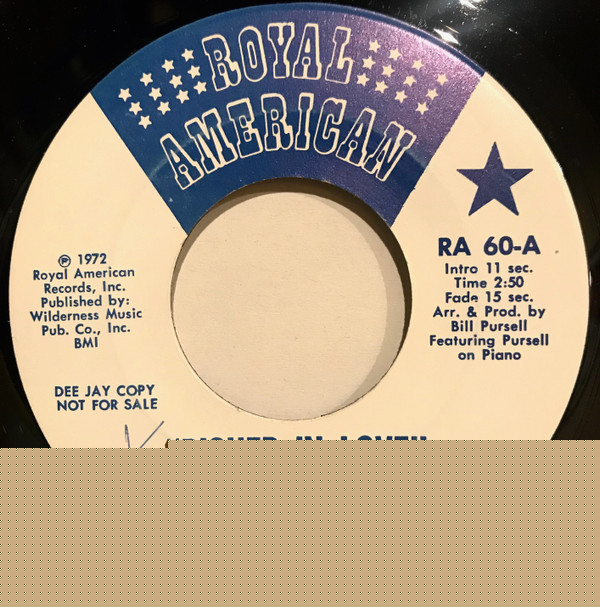 ROYAL
AMERICAN
℗ 1972
Royal American
Records, Inc.
Published by:
Wilderness Music
Pub. Co., Inc.
BMI
DEE JAY COPY
NOT FOR SALE
RA 60-A
Intro 11 sec.
Time 2:50
Fade 15 sec.
Arr. & Prod. by
Bill Pursell
Featuring Pursell
on Piano
IN LOVE"